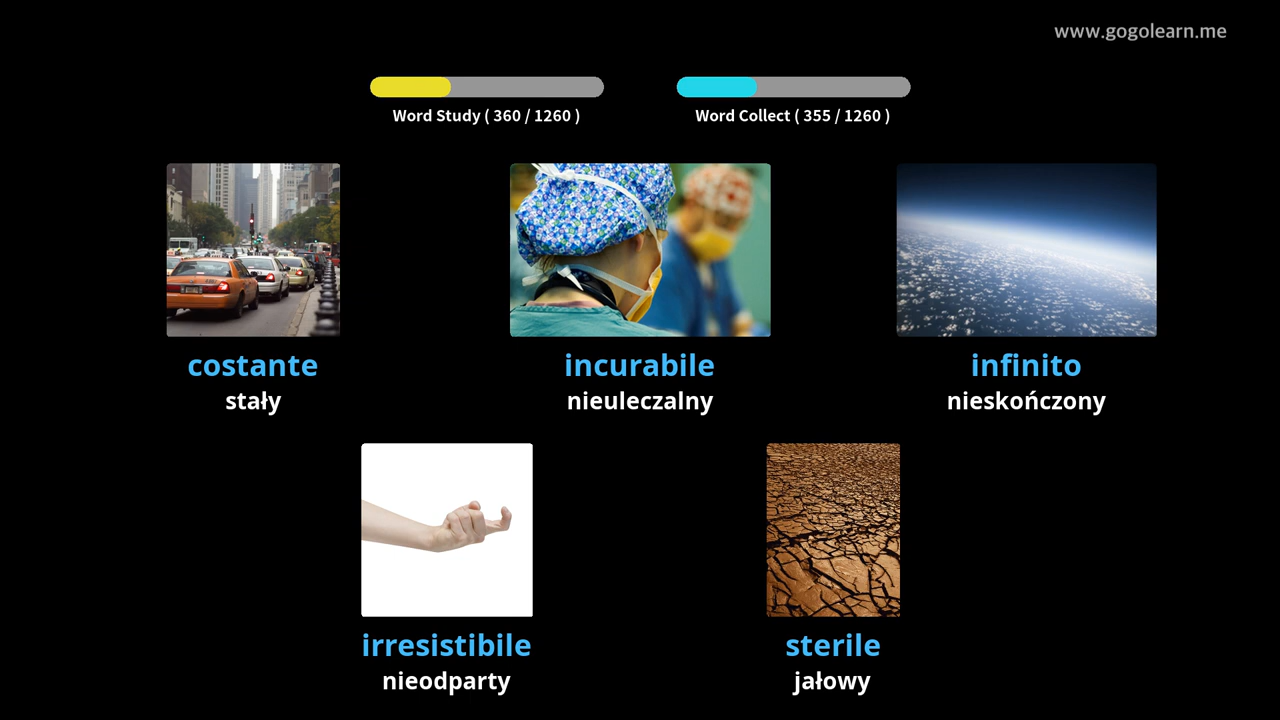 www.gogolearn.me
Word Study ( 360 / 1260 )
Word Collect ( 355 / 1260 )
costante
stały
incurabile
nieuleczalny
infinito
nieskończony
irresistibile
nieodparty
sterile
jałowy